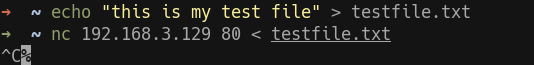 → ~ echo "this is my test file" > testfile.txt
→ ~ nc 192.168.3.129 80 < testfile.txt
^C%